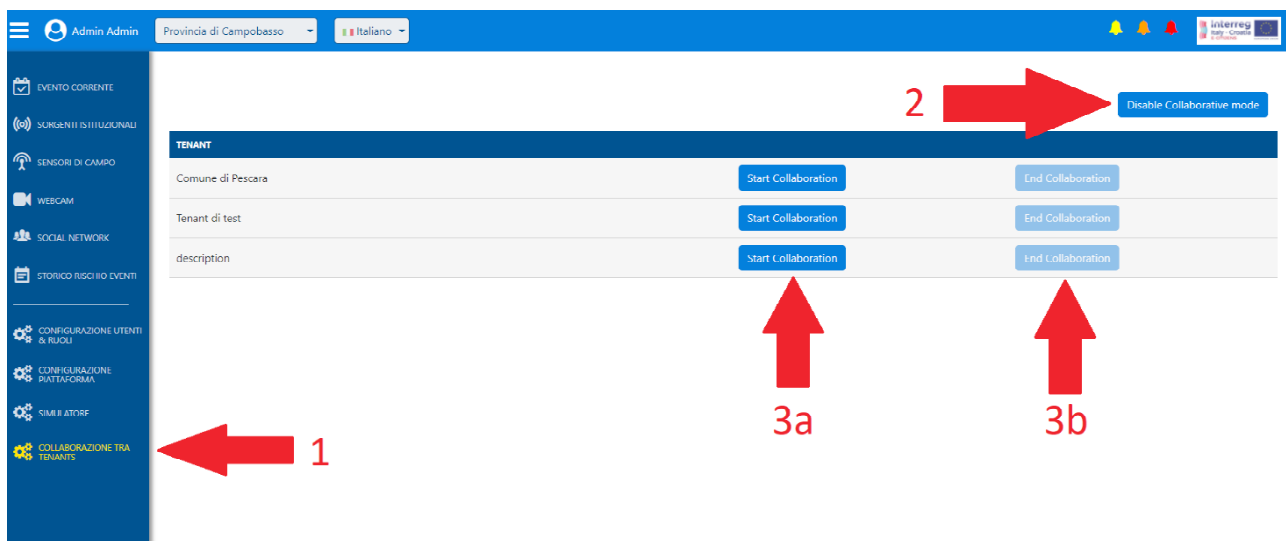 Admin Admin
Provincia di Campobasso
Italiano
interreg
Italy - Croatia
2
Disable Collaborative mode
EVENTO CORRENTE
SORGENTI ISTITUZIONALI
SENSORI DI CAMPO
WEBCAM
SOCIAL NETWORK
STORICO RISCHIO EVENTI
CONFIGURAZIONE UTENTI
& RUOLI
CONFIGURAZIONE
PIATTAFORMA
SIMULATORE
COLLABORAZIONE TRA
TENANTS
1
TENANT
Comune di Pescara Start Collaboration End Collaboration
Tenant di test Start Collaboration End Collaboration
description Start Collaboration End Collaboration
3a 3b